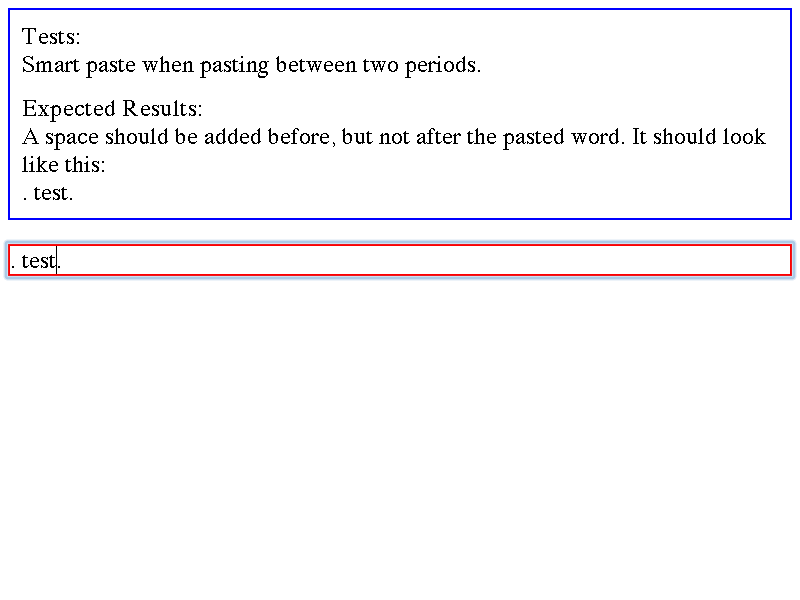 Tests:
Smart paste when pasting between two periods.
Expected Results:
A space should be added before, but not after the pasted word. It should look
like this:
. test.
. test.